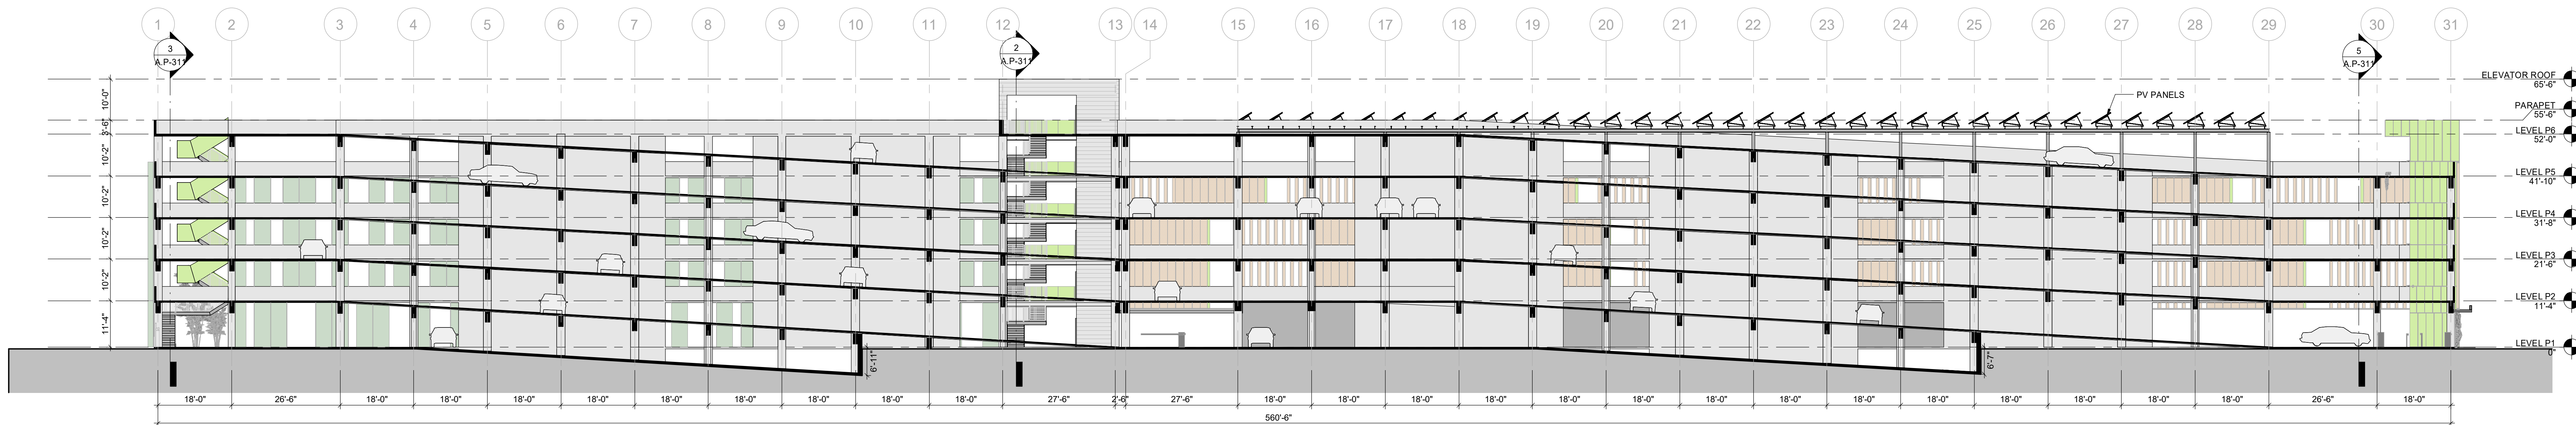 1 2 3 4 5 6 7 8 9 10 11 12 13 14 15 16 17 18 19 20 21 22 23 24 25 26 27 28 29 30 31
3
A.P-311
2
A.P-311
5
A.P-311
ELEVATOR ROOF
65'-6"
PV PANELS
PARAPET
55'-6"
LEVEL P6
52'-0"
LEVEL P5
41'-10"
LEVEL P4
31'-8"
LEVEL P3
21'-6"
LEVEL P2
11'-4"
LEVEL P1
0"
10'-0"
3'-6"
10'-2"
10'-2"
10'-2"
10'-2"
11'-4"
6'-11"
6'-7"
18'-0" 26'-6" 18'-0" 18'-0" 18'-0" 18'-0" 18'-0" 18'-0" 18'-0" 18'-0" 18'-0" 27'-6" 2'-6" 27'-6" 18'-0" 18'-0" 18'-0" 18'-0" 18'-0" 18'-0" 18'-0" 18'-0" 18'-0" 18'-0" 18'-0" 18'-0" 18'-0" 18'-0" 26'-6" 18'-0"
560'-6"